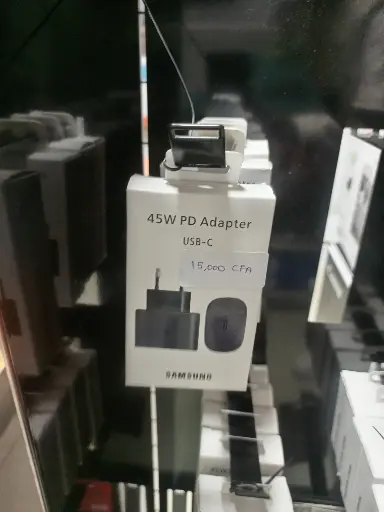 45W PD Adapter
USB-C
15,000 CFA
SAMSUNG